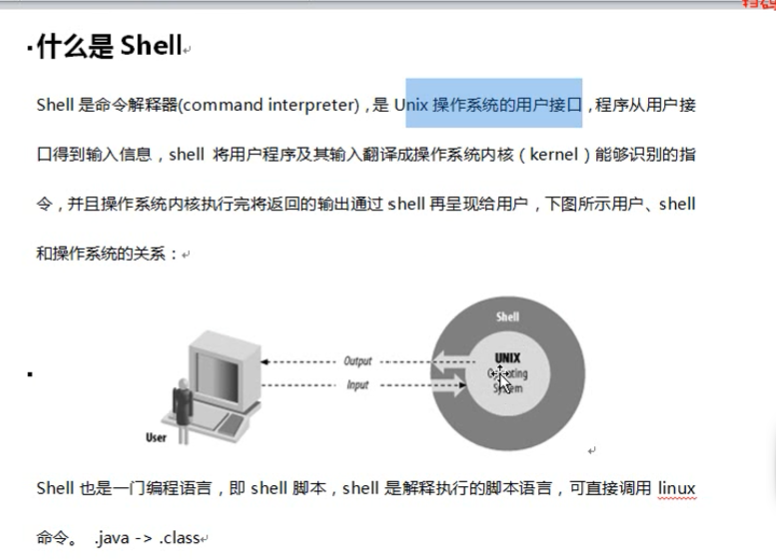 什么是 Shell
Shell 是命令解释器(command interpreter)，是 Unix 操作系统的用户接口，程序从用户接
口得到输入信息，shell 将用户程序及其输入翻译成操作系统内核（kernel）能够识别的指
令，并且操作系统内核执行完将返回的输出通过 shell 再呈现给用户，下图所示用户、shell
和操作系统的关系：
Shell
Output
UNIX
Input
Operating
System
User
Shell 也是一门编程语言，即 shell 脚本，shell 是解释执行的脚本语言，可直接调用 linux
命令。 .java -> .class